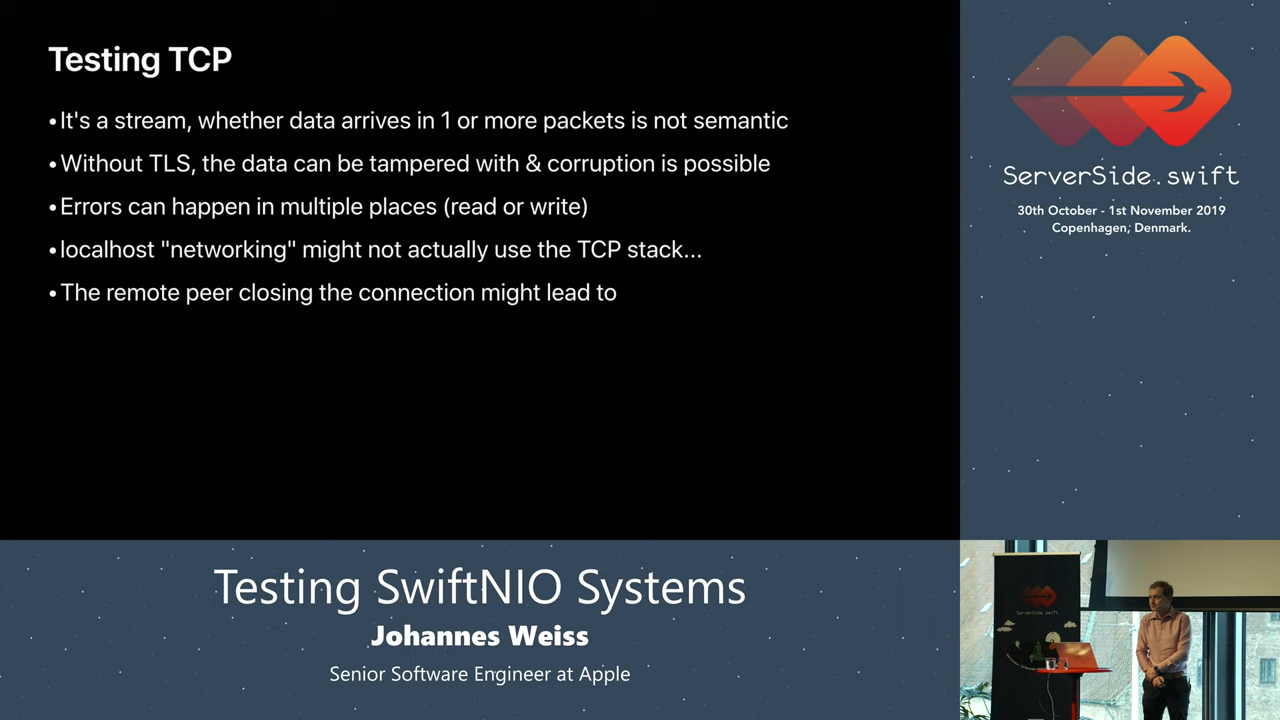 Testing TCP
•It's a stream, whether data arrives in 1 or more packets is not semantic
•Without TLS, the data can be tampered with & corruption is possible
•Errors can happen in multiple places (read or write)
•localhost "networking" might not actually use the TCP stack...
•The remote peer closing the connection might lead to
ServerSide.swift
30th October - 1st November 2019
Copenhagen, Denmark.
Testing SwiftNIO Systems
Johannes Weiss
Senior Software Engineer at Apple
ServerSide.swift